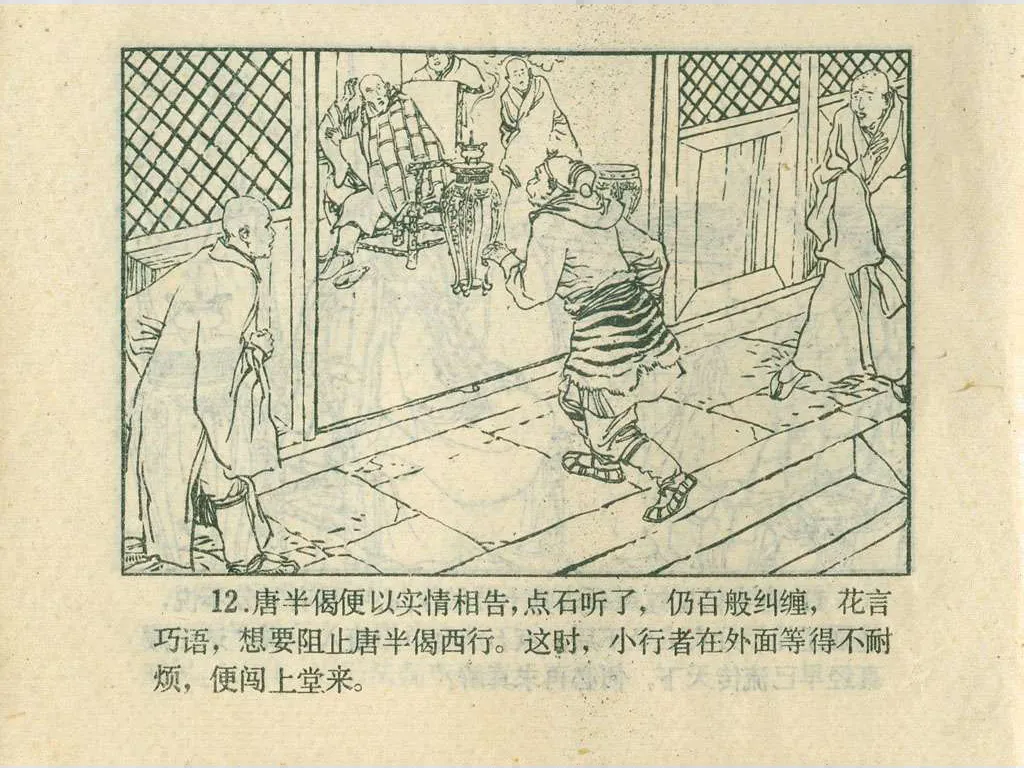 12.唐半偈便以实情相告，点石听了，仍百般纠缠，花言
巧语，想要阻止唐半偈西行。这时，小行者在外面等得不耐
烦，便闯上堂来。